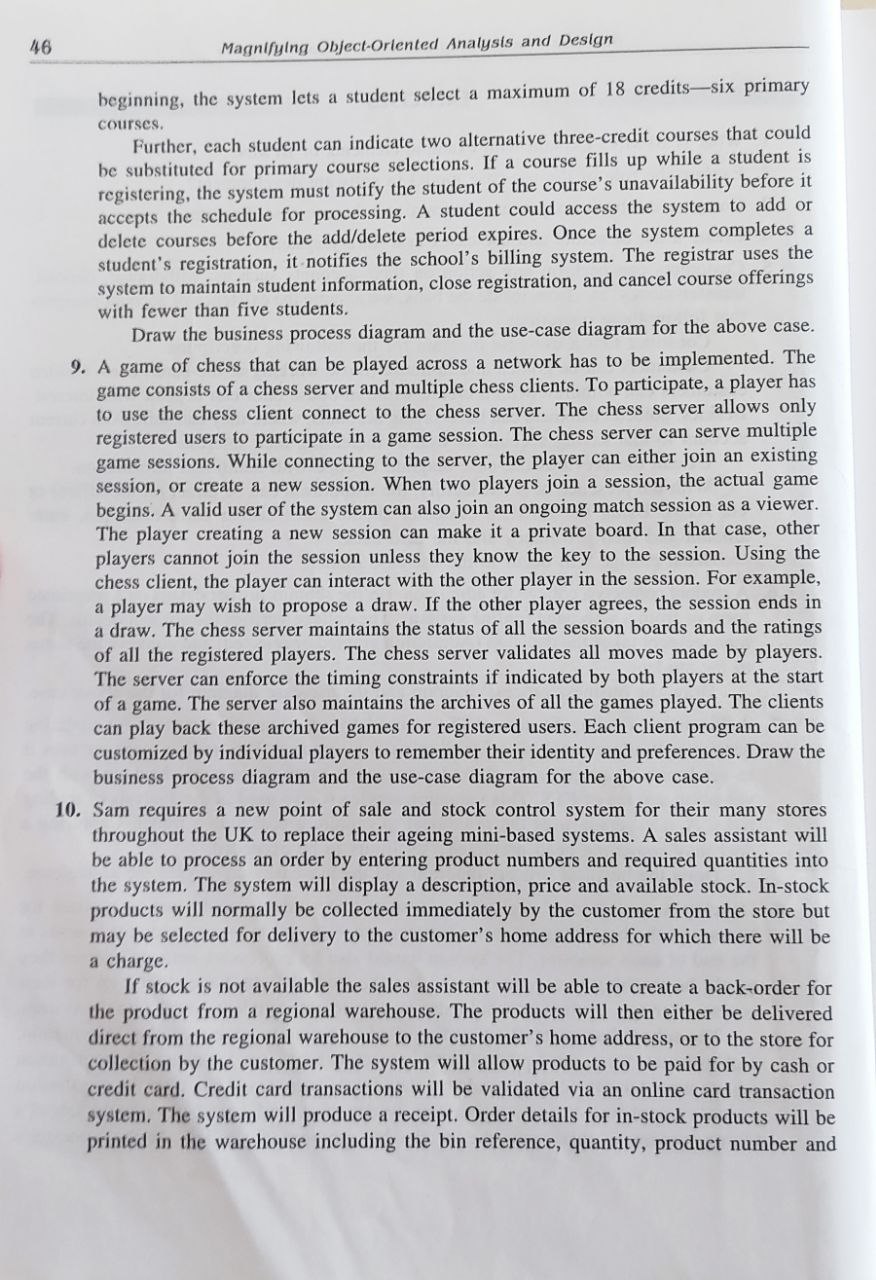 46
Magnifying Object-Oriented Analysis and Design
beginning, the system lets a student select a maximum of 18 credits—six primary
courses.
Further, each student can indicate two alternative three-credit courses that could
be substituted for primary course selections. If a course fills up while a student is
registering, the system must notify the student of the course's unavailability before it
accepts the schedule for processing. A student could access the system to add or
delete courses before the add/delete period expires. Once the system completes a
student's registration, it notifies the school's billing system. The registrar uses the
system to maintain student information, close registration, and cancel course offerings
with fewer than five students.
Draw the business process diagram and the use-case diagram for the above case.
9. A game of chess that can be played across a network has to be implemented. The
game consists of a chess server and multiple chess clients. To participate, a player has
to use the chess client connect to the chess server. The chess server allows only
registered users to participate in a game session. The chess server can serve multiple
game sessions. While connecting to the server, the player can either join an existing
session, or create a new session. When two players join a session, the actual game
begins. A valid user of the system can also join an ongoing match session as a viewer.
The player creating a new session can make it a private board. In that case, other
players cannot join the session unless they know the key to the session. Using the
chess client, the player can interact with the other player in the session. For example,
a player may wish to propose a draw. If the other player agrees, the session ends in
a draw. The chess server maintains the status of all the session boards and the ratings
of all the registered players. The chess server validates all moves made by players.
The server can enforce the timing constraints if indicated by both players at the start
of a game. The server also maintains the archives of all the games played. The clients
can play back these archived games for registered users. Each client program can be
customized by individual players to remember their identity and preferences. Draw the
business process diagram and the use-case diagram for the above case.
10. Sam requires a new point of sale and stock control system for their many stores
throughout the UK to replace their ageing mini-based systems. A sales assistant will
be able to process an order by entering product numbers and required quantities into
the system. The system will display a description, price and available stock. In-stock
products will normally be collected immediately by the customer from the store but
may be selected for delivery to the customer's home address for which there will be
a charge.
If stock is not available the sales assistant will be able to create a back-order for
the product from a regional warehouse. The products will then either be delivered
direct from the regional warehouse to the customer's home address, or to the store for
collection by the customer. The system will allow products to be paid for by cash or
credit card. Credit card transactions will be validated via an online card transaction
system. The system will produce a receipt. Order details for in-stock products will be
printed in the warehouse including the bin reference, quantity, product number and